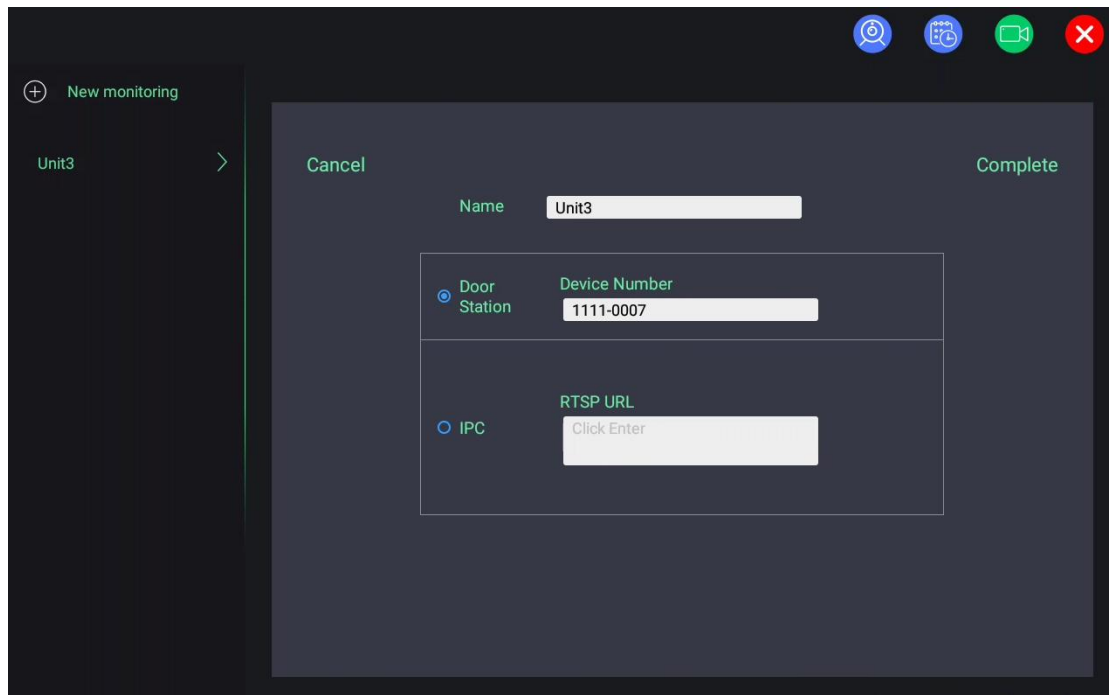 New monitoring
Unit3
Cancel
Complete
Name
Unit3
Door
Station
Device Number
1111-0007
IPC
RTSP URL
Click Enter